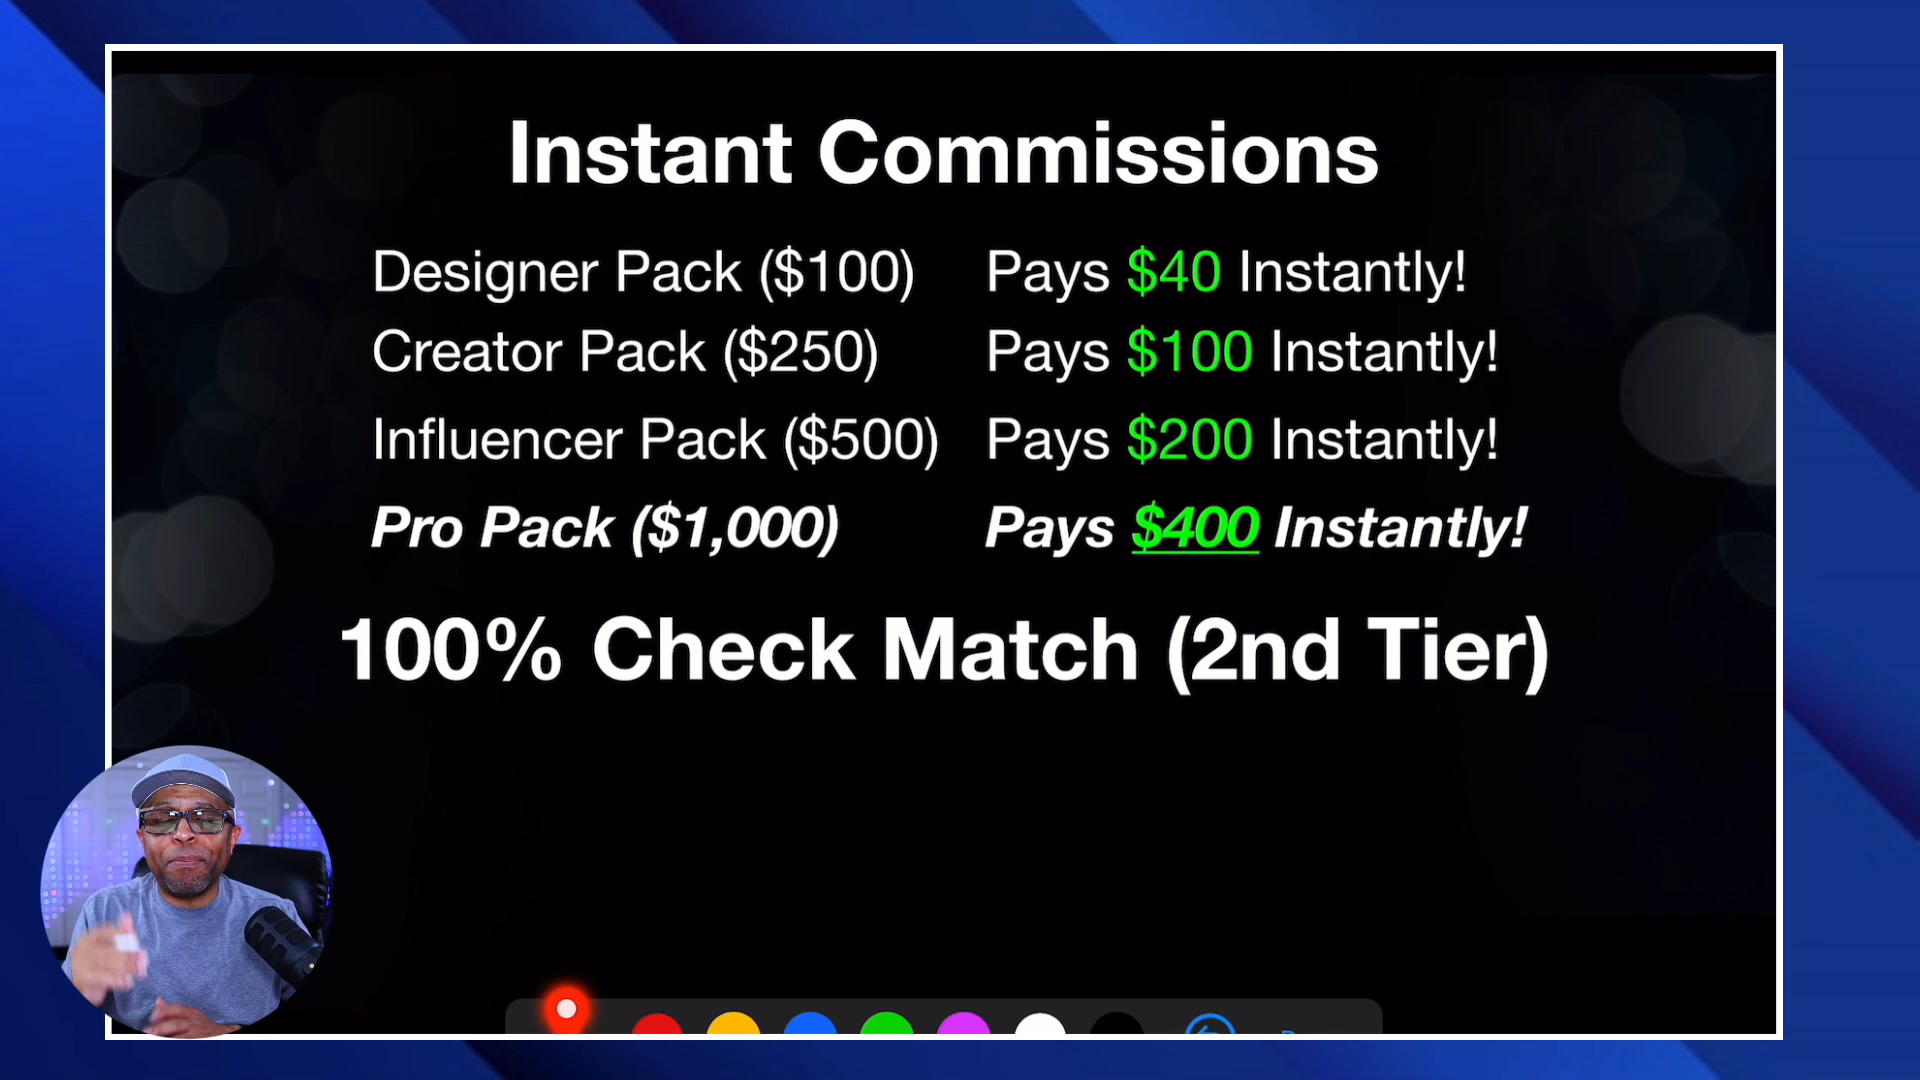 Instant Commissions
Designer Pack ($100) Pays $40 Instantly!
Creator Pack ($250) Pays $100 Instantly!
Influencer Pack ($500) Pays $200 Instantly!
Pro Pack ($1,000) Pays $400 Instantly!
100% Check Match (2nd Tier)